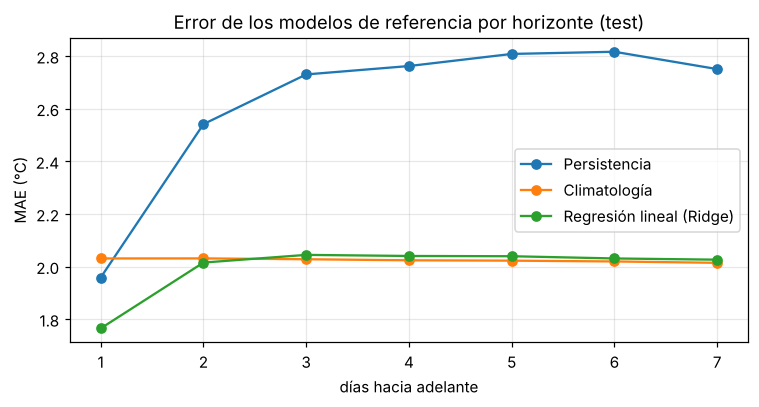 Error de los modelos de referencia por horizonte (test)
MAE (°C)
2.8
2.6
2.4
2.2
2.0
1.8
Persistencia
Climatología
Regresión lineal (Ridge)
1 2 3 4 5 6 7
días hacia adelante